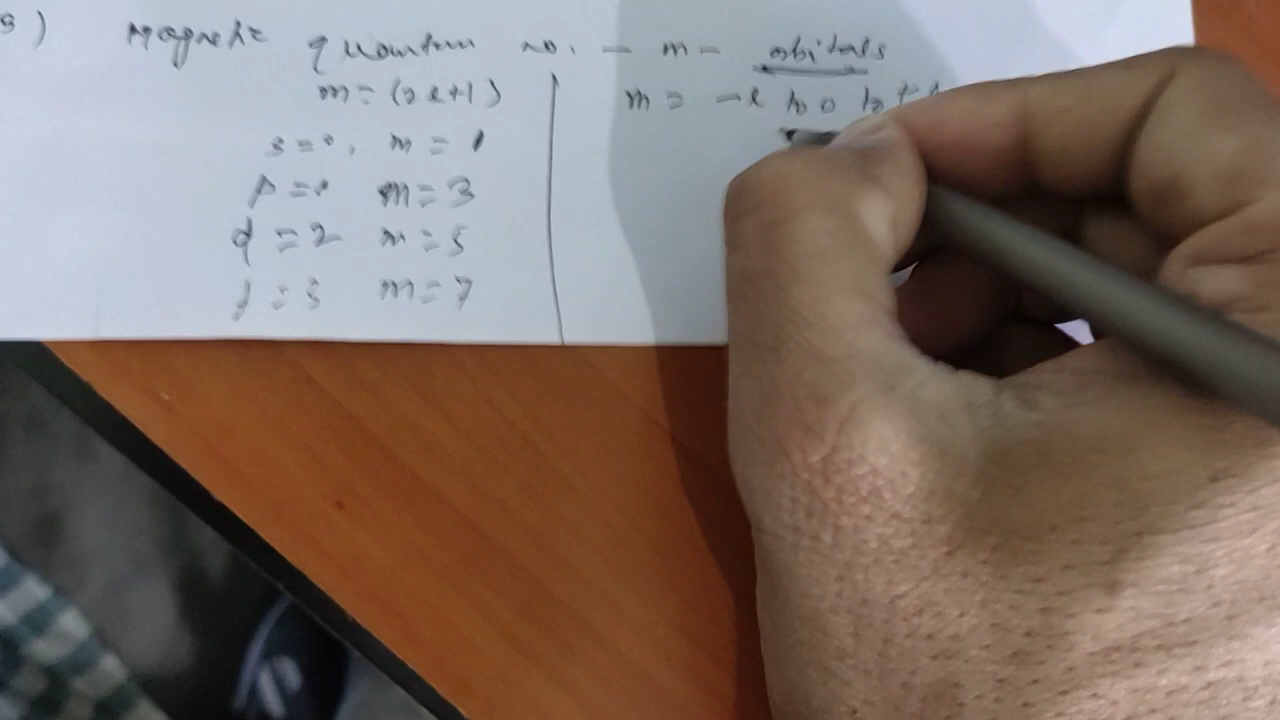 3) Magnetic quantum no. - m - orbitals
m = (2l+1)
m = -l to 0 to +l
s = 0, m = 1
p = 1 m = 3
d = 2 m = 5
f = 3 m = 7